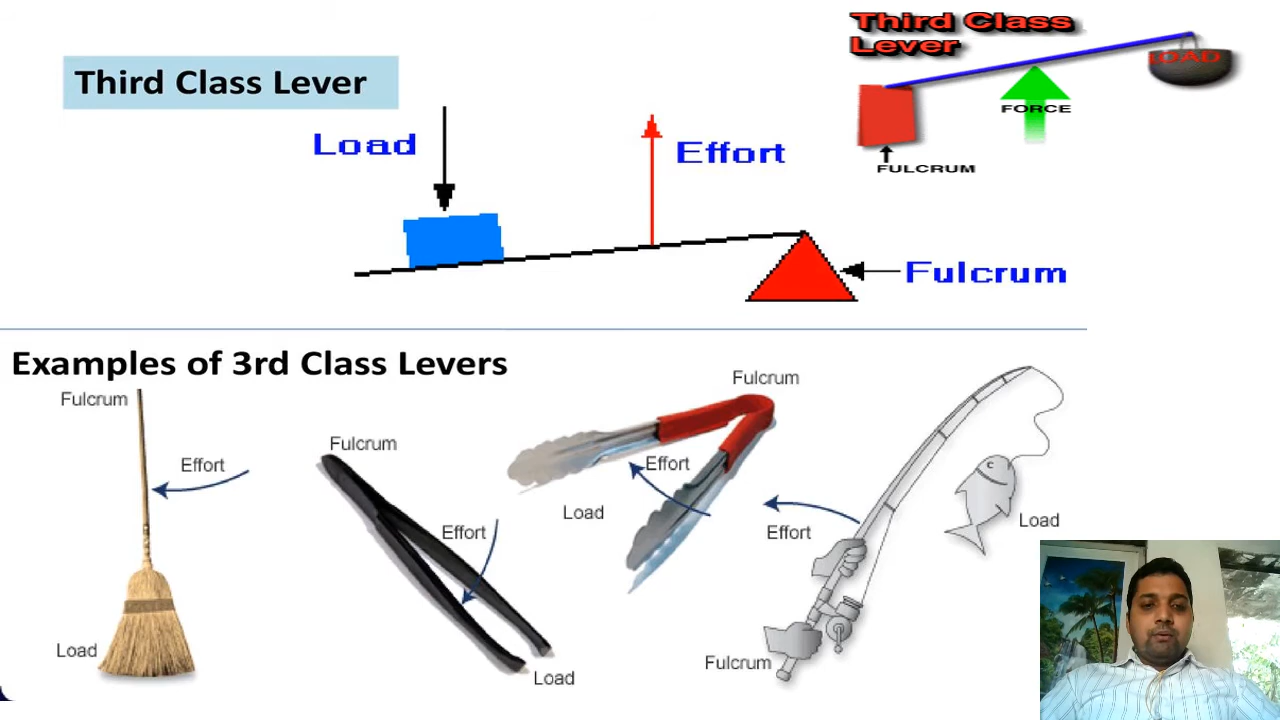 Third Class Lever
Third Class
Lever
LOAD
FORCE
FULCRUM
Load
Effort
Fulcrum
Examples of 3rd Class Levers
Fulcrum
Effort
Load
Fulcrum
Effort
Load
Fulcrum
Effort
Load
Effort
Load
Fulcrum